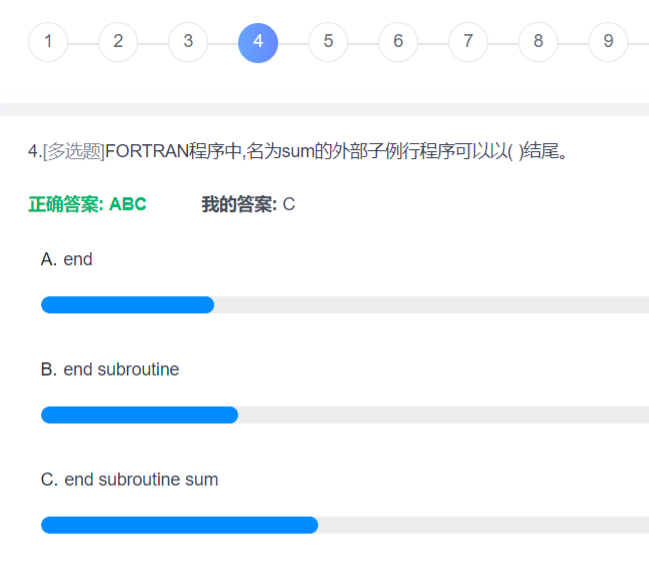 1 2 3 4 5 6 7 8 9
4.[多选题]FORTRAN程序中,名为sum的外部子例行程序可以以( )结尾。
正确答案: ABC 我的答案: C
A. end
B. end subroutine
C. end subroutine sum